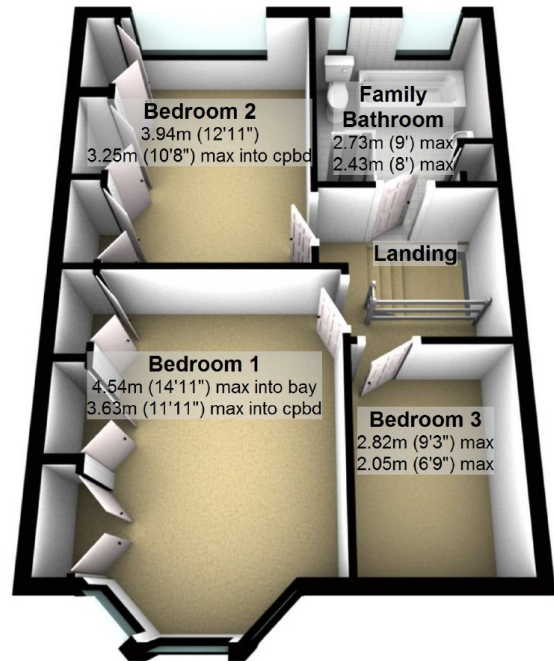 Bedroom 2
3.94m (12'11")
3.25m (10'8") max into cpbd
Family
Bathroom
2.73m (9') max
2.43m (8') max
Landing
Bedroom 1
4.54m (14'11") max into bay
3.63m (11'11") max into cpbd
Bedroom 3
2.82m (9'3") max
2.05m (6'9") max